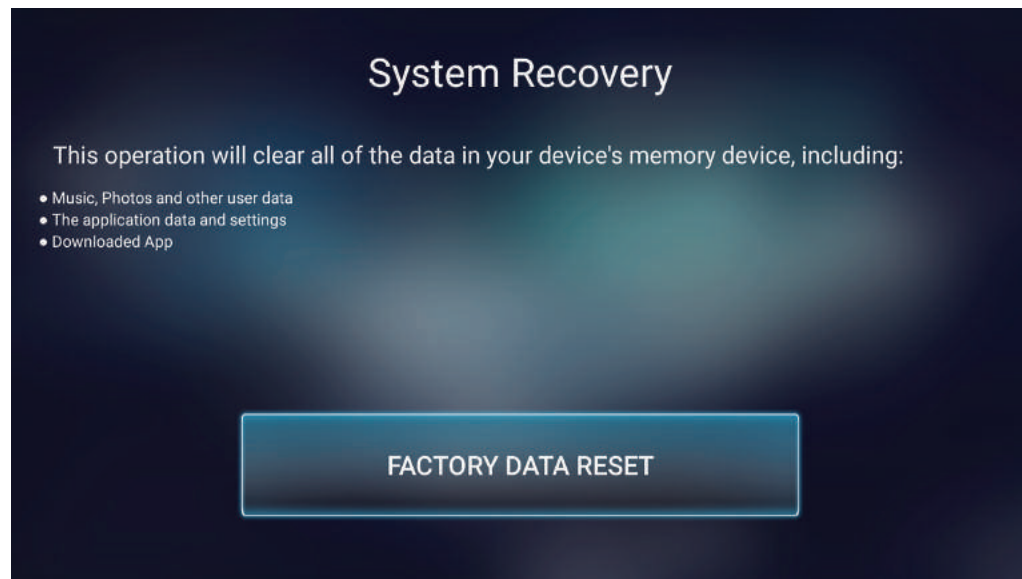 System Recovery
This operation will clear all of the data in your device's memory device, including:
● Music, Photos and other user data
● The application data and settings
● Downloaded App
FACTORY DATA RESET